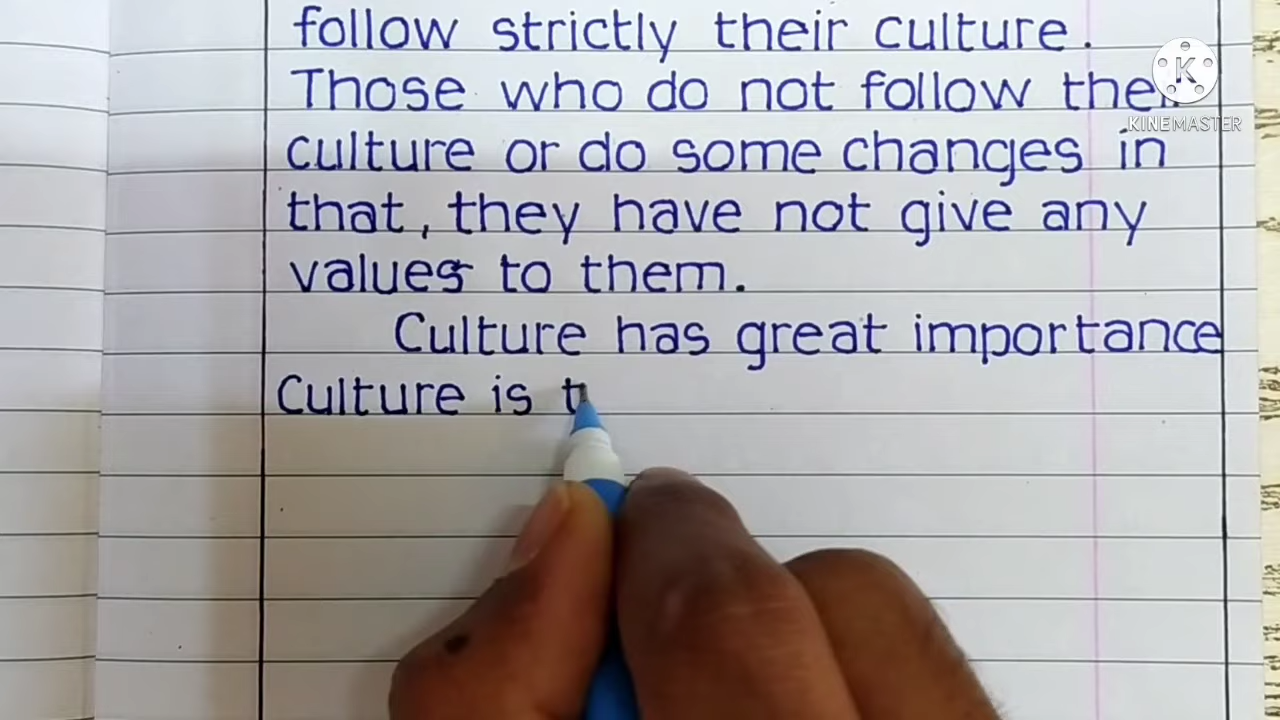 follow strictly their culture.
Those who do not follow their
culture or do some changes in
that, they have not give any
values to them.
Culture has great importance
Culture is t
K
KINEMASTER